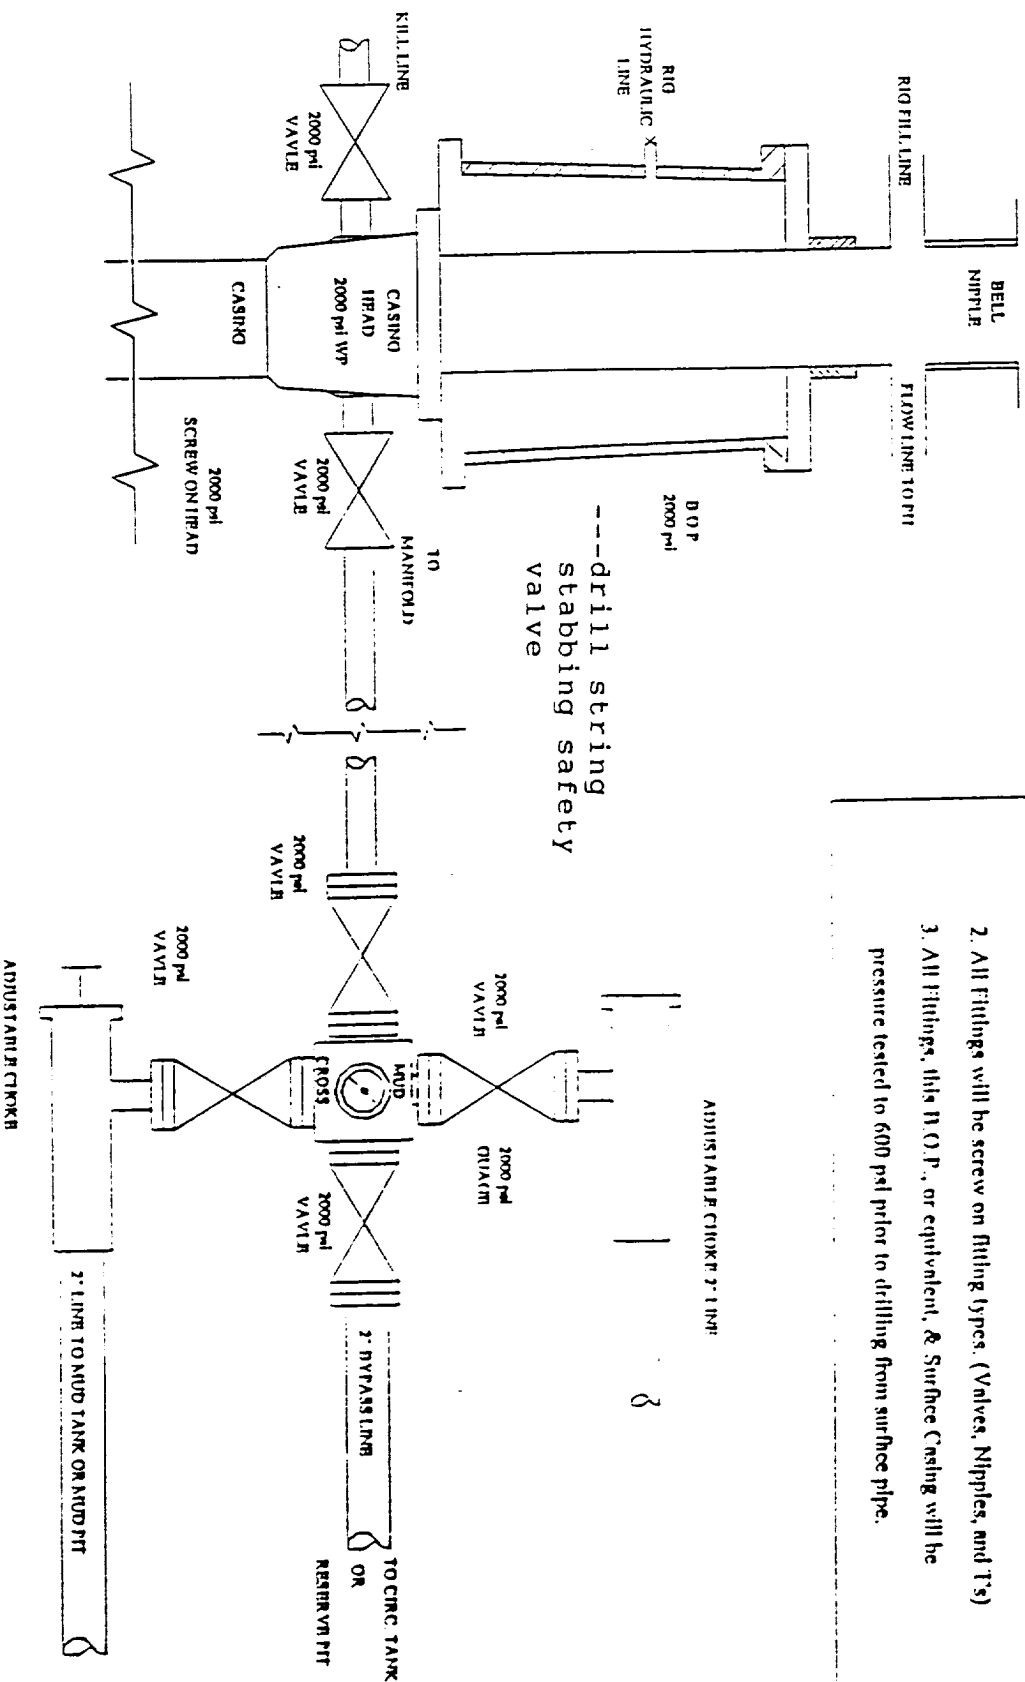 2. All Fittings will be screw on fitting types. (Valves, Nipples, and T's)
3. All Fittings, this B.O.P., or equivalent, & Surface Casing will be
pressure tested to 600 psi prior to drilling from surface pipe.
BELL
NIPPLE
RIG FILL LINE
FLOW LINE TO PIT
RIG
HYDRAULIC X
LINE
B O P
2000 psi
---drill string
stabbing safety
valve
KILL LINE
2000 psi
VAVLE
CASING
HEAD
2000 psi WP
2000 psi
VAVLE
TO
MANIFOLD
CASING
2000 psi
SCREW ON HEAD
2000 psi
VAVLE
2000 psi
VAVLE
ADJUSTABLE CHOKE 2" LINE
MUD
CROSS
2000 psi
2000 psi
VAVLE
2" BYPASS LINE
TO CIRC. TANK
OR
RESERVE PIT
2000 psi
VAVLE
ADJUSTABLE CHOKE
2" LINE TO MUD TANK OR MUD PIT